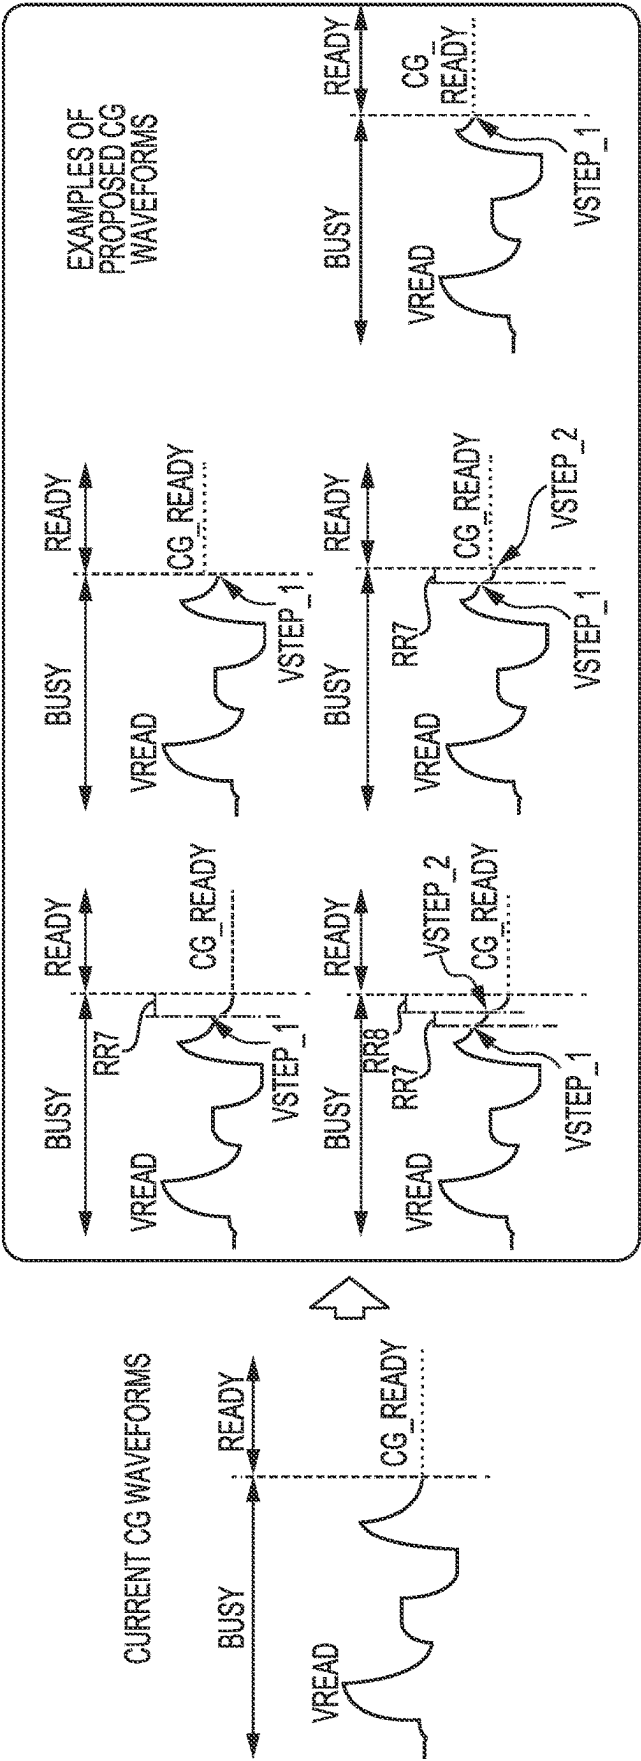 CURRENT CG WAVEFORMS
BUSY
READY
VREAD
CG_READY
EXAMPLES OF
PROPOSED CG
WAVEFORMS
BUSY
READY
RR7
VREAD
CG_READY
VSTEP_1
BUSY
READY
VREAD
CG_READY
VSTEP_1
BUSY
READY
RR8
RR7
VREAD
VSTEP_2
CG_READY
VSTEP_1
BUSY
READY
RR7
VREAD
CG_READY
VSTEP_1
VSTEP_2
BUSY
READY
VREAD
CG_
READY
VSTEP_1